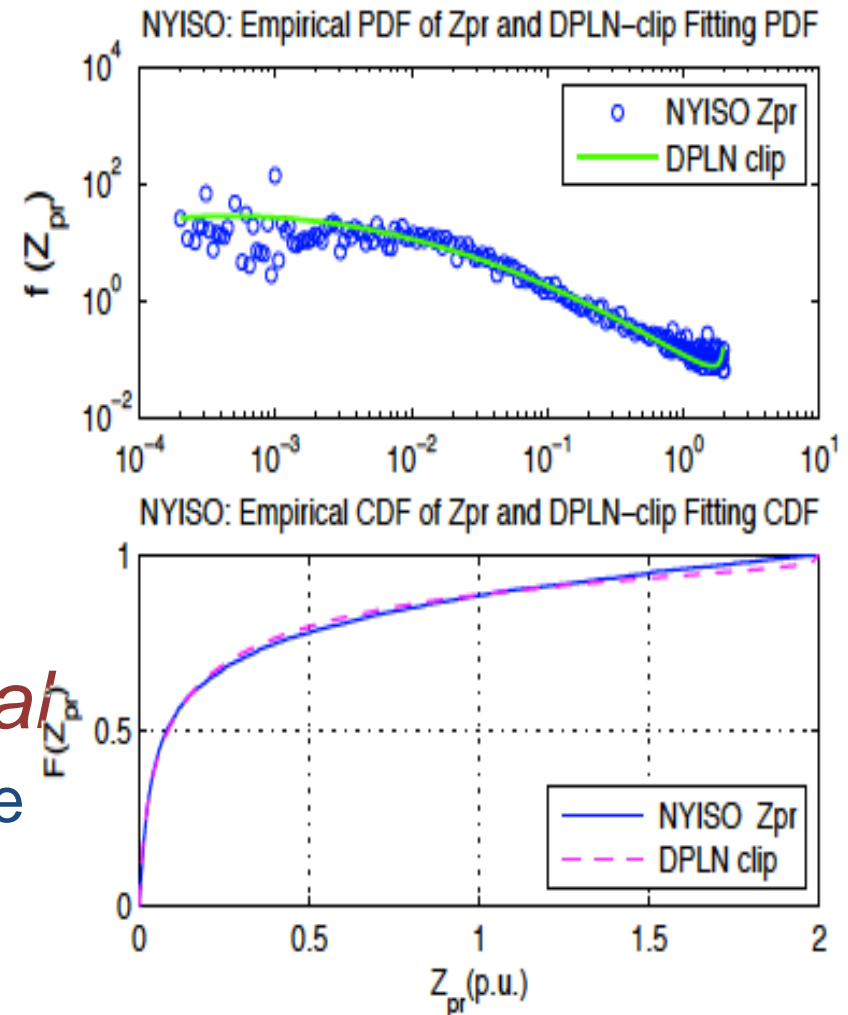 NYISO: Empirical PDF of Zpr and DPLN–clip Fitting PDF
f (Z_pr)
10^4
10^2
10^0
10^-2
NYISO Zpr
DPLN clip
10^-4 10^-3 10^-2 10^-1 10^0 10^1
NYISO: Empirical CDF of Zpr and DPLN–clip Fitting CDF
al
e
F(Z_pr)
1
0.5
0
NYISO Zpr
DPLN clip
0 0.5 1 1.5 2
Z_pr(p.u.)